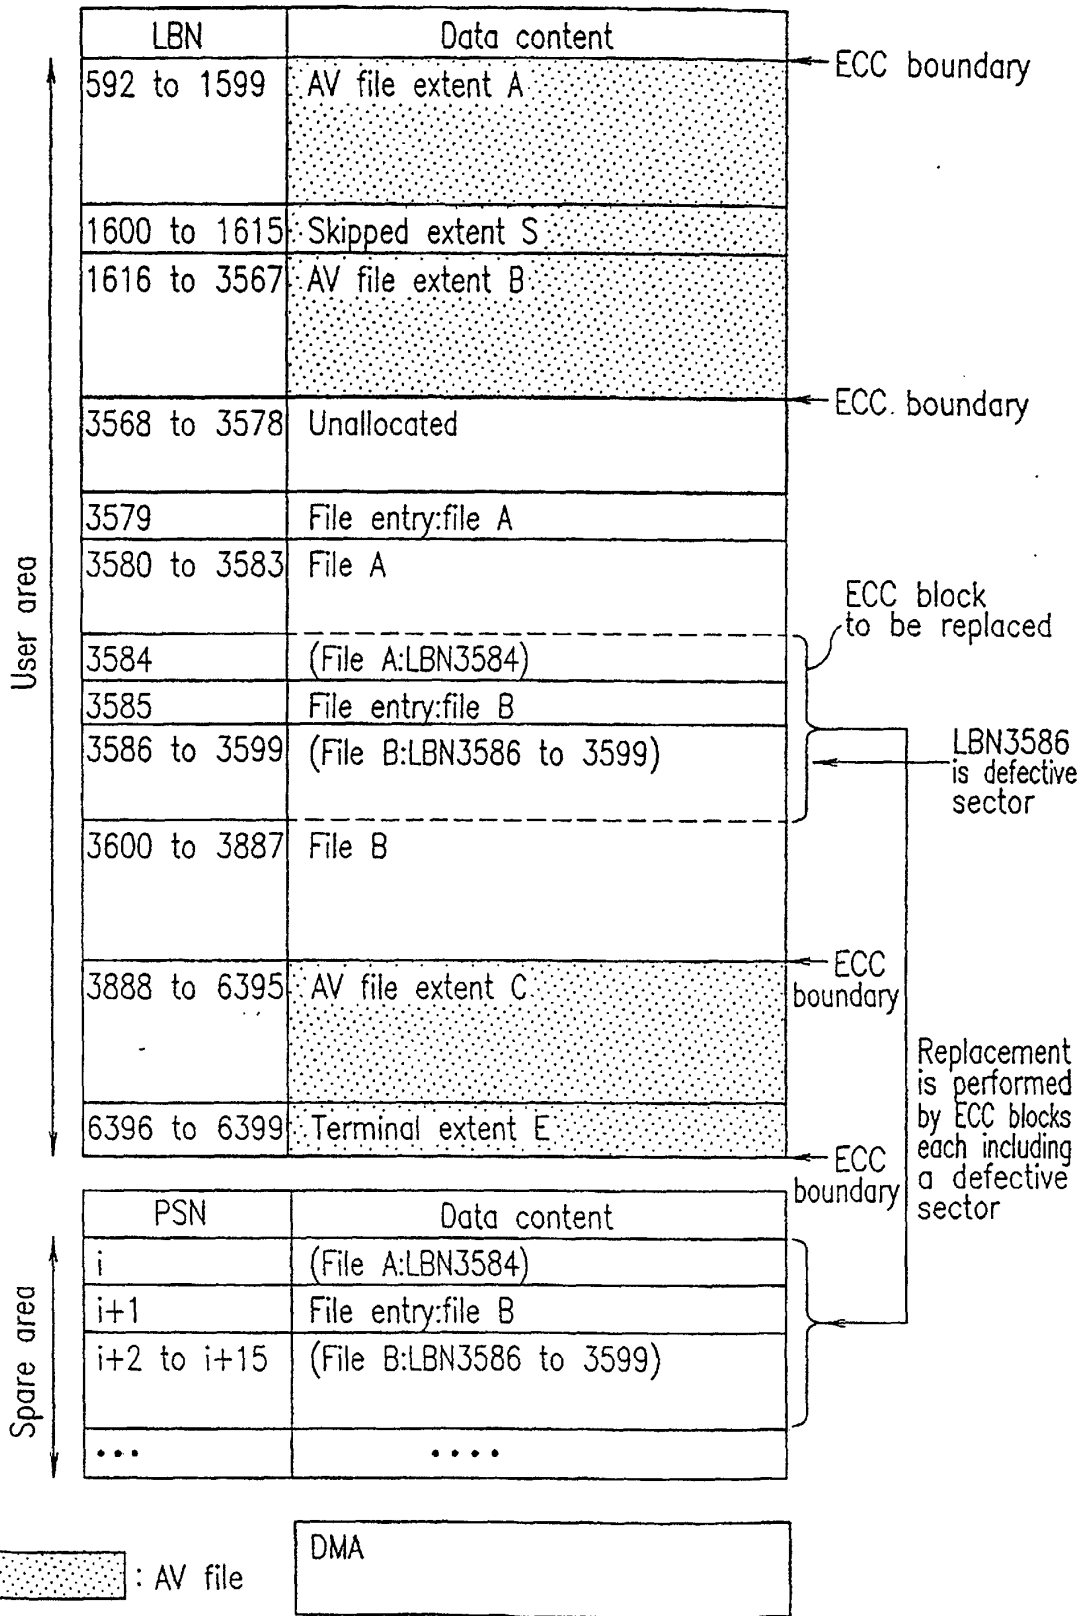 LBN Data content
ECC boundary
592 to 1599 AV file extent A
1600 to 1615 Skipped extent S
1616 to 3567 AV file extent B
ECC. boundary
3568 to 3578 Unallocated
3579 File entry:file A
3580 to 3583 File A
ECC block
to be replaced
3584 (File A:LBN3584)
3585 File entry:file B
3586 to 3599 (File B:LBN3586 to 3599)
LBN3586
is defective
sector
3600 to 3887 File B
User area
ECC
boundary
3888 to 6395 AV file extent C
Replacement
is performed
by ECC blocks
each including
a defective
sector
6396 to 6399 Terminal extent E
ECC
boundary
PSN Data content
i (File A:LBN3584)
i+1 File entry:file B
i+2 to i+15 (File B:LBN3586 to 3599)
... ....
Spare area
: AV file
DMA